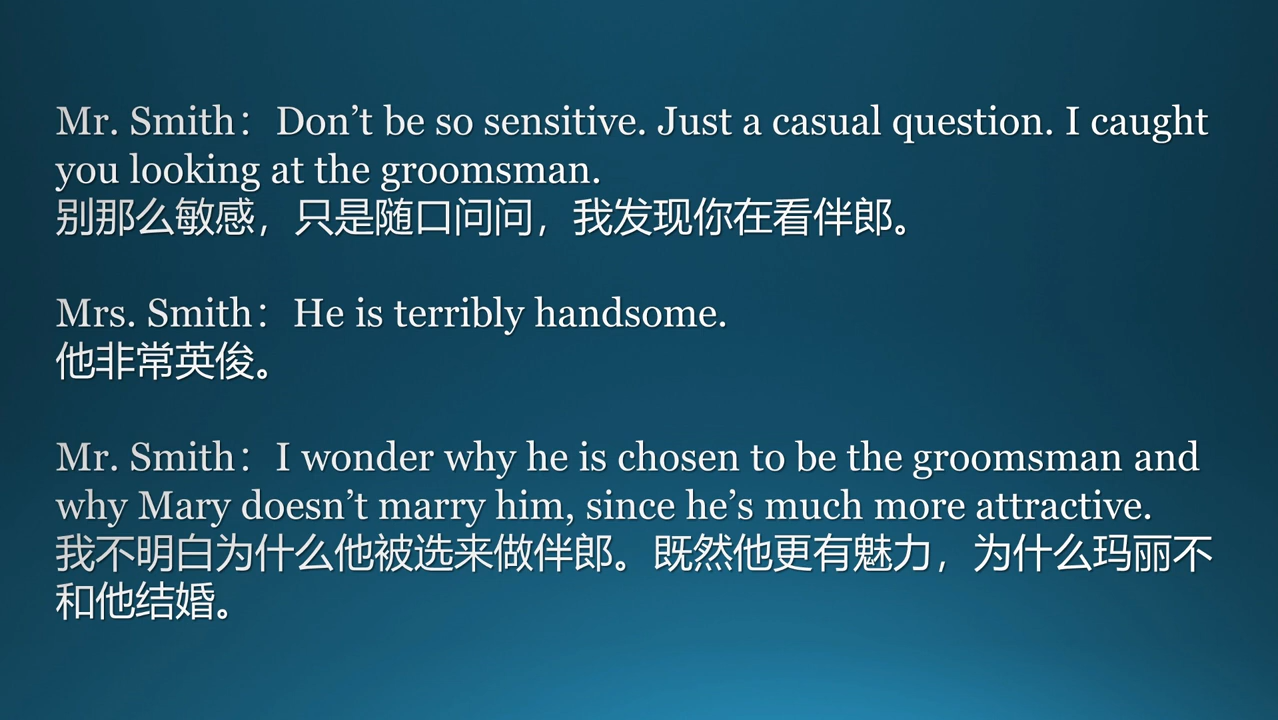 Mr. Smith：Don’t be so sensitive. Just a casual question. I caught
you looking at the groomsman.
别那么敏感，只是随口问问，我发现你在看伴郎。
Mrs. Smith：He is terribly handsome.
他非常英俊。
Mr. Smith：I wonder why he is chosen to be the groomsman and
why Mary doesn’t marry him, since he’s much more attractive.
我不明白为什么他被选来做伴郎。既然他更有魅力，为什么玛丽不
和他结婚。